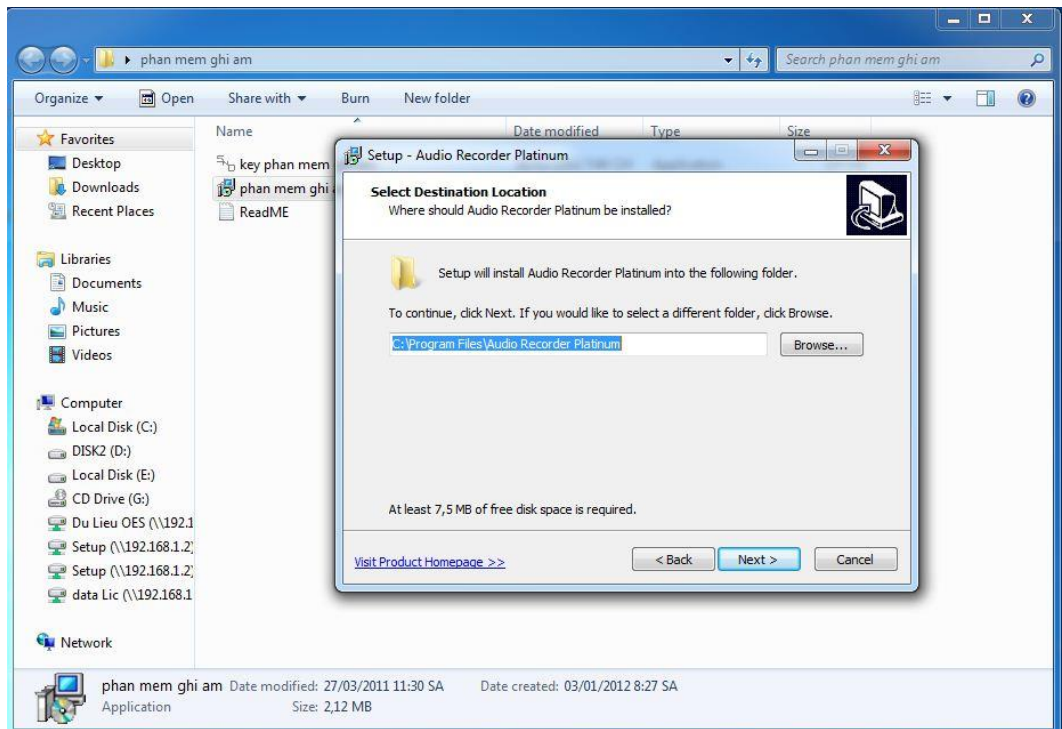 phan mem ghi am
Search phan mem ghi am
Organize
Open
Share with
Burn
New folder
Favorites
Desktop
Downloads
Recent Places
Libraries
Documents
Music
Pictures
Videos
Computer
Local Disk (C:)
DISK2 (D:)
Local Disk (E:)
CD Drive (G:)
Du Lieu OES (\\192.1
Setup (\\192.168.1.2)
Setup (\\192.168.1.2)
data Lic (\\192.168.1
Network
Name
Date modified
Type
Size
key phan mem
phan mem ghi
ReadME
Setup - Audio Recorder Platinum
Select Destination Location
Where should Audio Recorder Platinum be installed?
Setup will install Audio Recorder Platinum into the following folder.
To continue, click Next. If you would like to select a different folder, click Browse.
C:\Program Files\Audio Recorder Platinum
Browse...
At least 7,5 MB of free disk space is required.
Visit Product Homepage >>
< Back
Next >
Cancel
phan mem ghi am Date modified: 27/03/2011 11:30 SA Date created: 03/01/2012 8:27 SA
Application Size: 2,12 MB